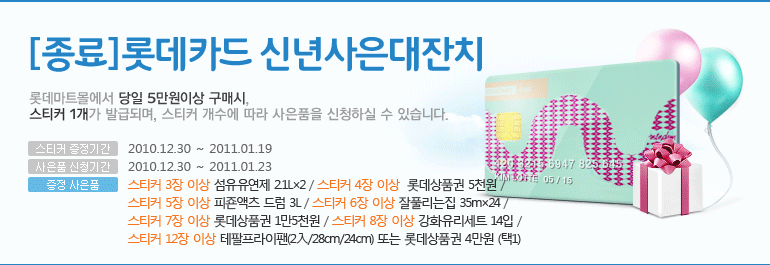 [종료]롯데카드 신년사은대잔치
롯데마트몰에서 당일 5만원이상 구매시,
스티커 1개가 발급되며, 스티커 개수에 따라 사은품을 신청하실 수 있습니다.
스티커 증정기간 2010.12.30 ~ 2011.01.19
사은품 신청기간 2010.12.30 ~ 2011.01.23
증정 사은품 스티커 3장 이상 섬유유연제 2.1L×2 / 스티커 4장 이상 롯데상품권 5천원 /
스티커 5장 이상 피죤액츠 드럼 3L / 스티커 6장 이상 잘풀리는집 35m×24 /
스티커 7장 이상 롯데상품권 1만5천원 / 스티커 8장 이상 강화유리세트 14입 /
스티커 12장 이상 테팔프라이팬(2入/28cm/24cm) 또는 롯데상품권 4만원 (택1)
05 / 15